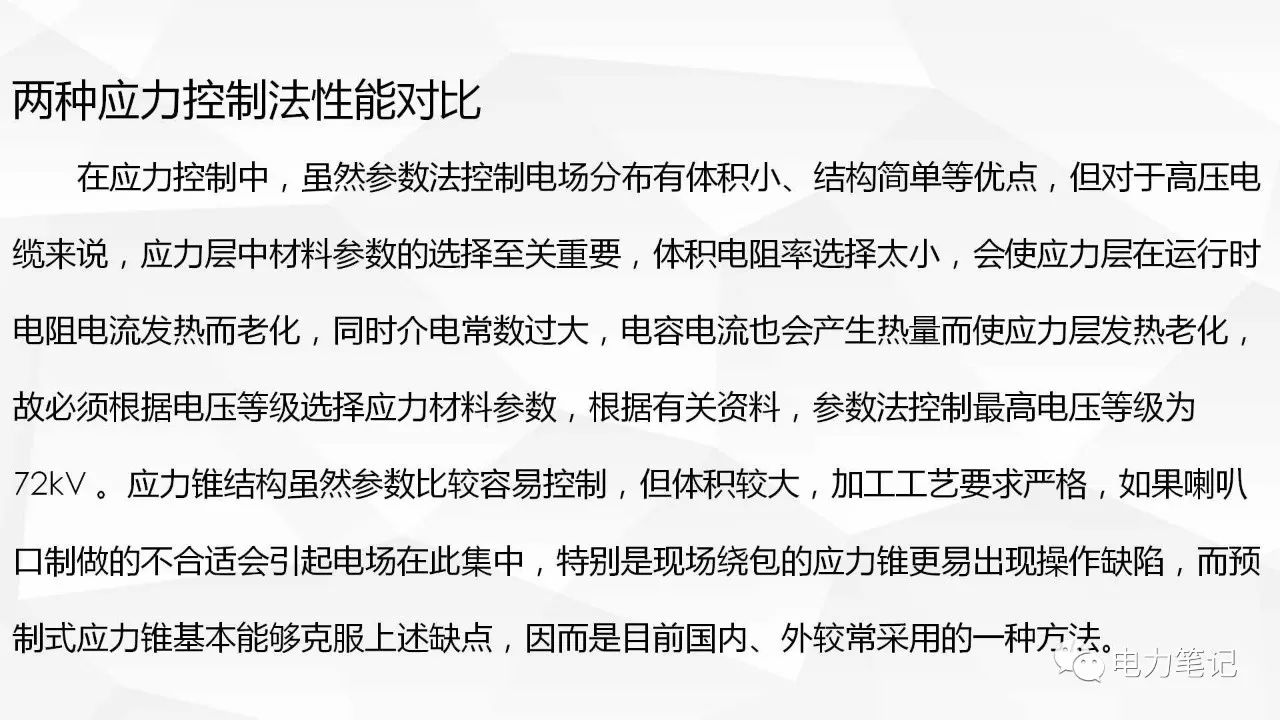 两种应力控制法性能对比
在应力控制中，虽然参数法控制电场分布有体积小、结构简单等优点，但对于高压电
缆来说，应力层中材料参数的选择至关重要，体积电阻率选择太小，会使应力层在运行时
电阻电流发热而老化，同时介电常数过大，电容电流也会产生热量而使应力层发热老化，
故必须根据电压等级选择应力材料参数，根据有关资料，参数法控制最高电压等级为
72kV 。应力锥结构虽然参数比较容易控制，但体积较大，加工工艺要求严格，如果喇叭
口制做的不合适会引起电场在此集中，特别是现场绕包的应力锥更易出现操作缺陷，而预
制式应力锥基本能够克服上述缺点，因而是目前国内、外较常采用的一种方法。
电力笔记